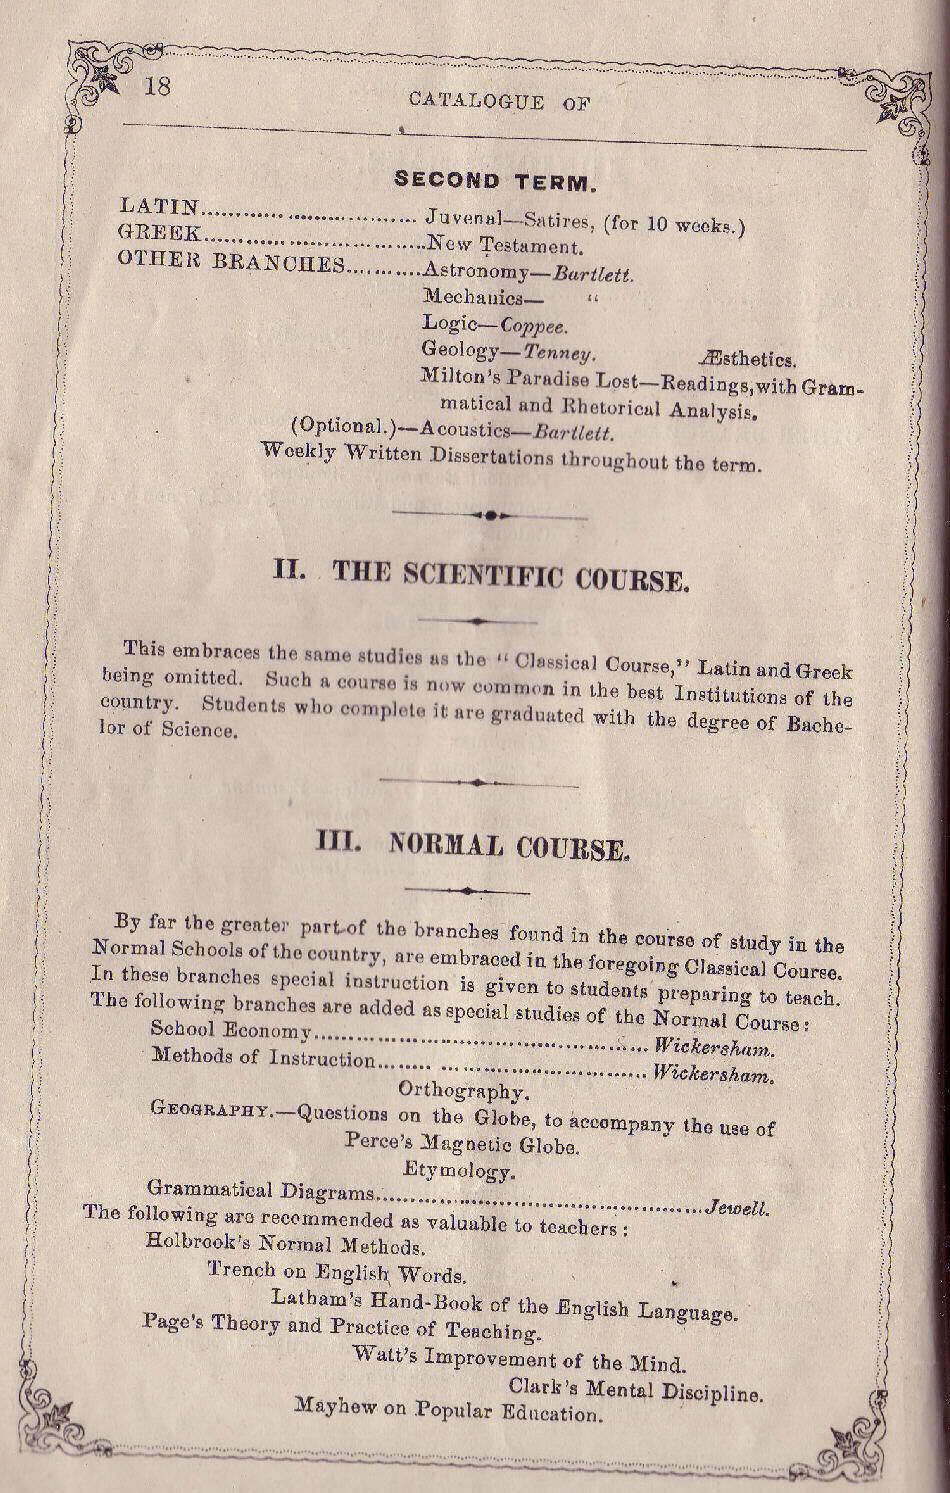 18
CATALOGUE OF
SECOND TERM.
LATIN................................ Juvenal—Satires, (for 10 weeks.)
GREEK.................................New Testament.
OTHER BRANCHES...........Astronomy—Bartlett.
Mechanics— “
Logic—Coppee.
Geology—Tenney. Æsthetics.
Milton's Paradise Lost—Readings, with Gram-
matical and Rhetorical Analysis.
(Optional.)—Acoustics—Bartlett.
Weekly Written Dissertations throughout the term.
II. THE SCIENTIFIC COURSE.
This embraces the same studies as the “Classical Course,” Latin and Greek
being omitted. Such a course is now common in the best Institutions of the
country. Students who complete it are graduated with the degree of Bache-
lor of Science.
III. NORMAL COURSE.
By far the greater part of the branches found in the course of study in the
Normal Schools of the country, are embraced in the foregoing Classical Course.
In these branches special instruction is given to students preparing to teach.
The following branches are added as special studies of the Normal Course:
School Economy................................................. Wickersham.
Methods of Instruction........................................ Wickersham.
Orthography.
GEOGRAPHY.—Questions on the Globe, to accompany the use of
Perce's Magnetic Globe.
Etymology.
Grammatical Diagrams................................................Jewell.
The following are recommended as valuable to teachers:
Holbrook's Normal Methods.
Trench on English Words.
Latham's Hand-Book of the English Language.
Page's Theory and Practice of Teaching.
Watt's Improvement of the Mind.
Clark's Mental Discipline.
Mayhew on Popular Education.